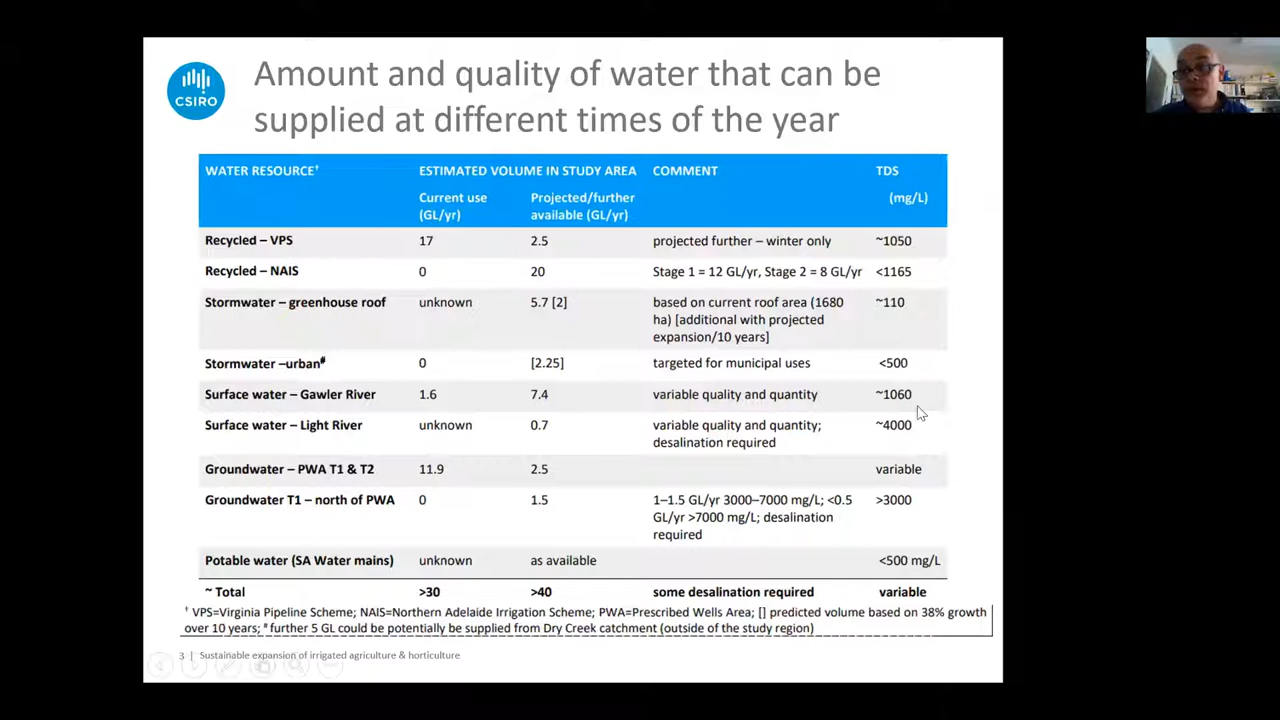 CSIRO
Amount and quality of water that can be
supplied at different times of the year
WATER RESOURCE†
ESTIMATED VOLUME IN STUDY AREA
COMMENT
TDS
Current use
(GL/yr)
Projected/further
available (GL/yr)
(mg/L)
Recycled – VPS 17 2.5 projected further – winter only ~1050
Recycled – NAIS 0 20 Stage 1 = 12 GL/yr, Stage 2 = 8 GL/yr <1165
Stormwater – greenhouse roof unknown 5.7 [2] based on current roof area (1680 ~110
ha) [additional with projected
expansion/10 years]
Stormwater –urban# 0 [2.25] targeted for municipal uses <500
Surface water – Gawler River 1.6 7.4 variable quality and quantity ~1060
Surface water – Light River unknown 0.7 variable quality and quantity; ~4000
desalination required
Groundwater – PWA T1 & T2 11.9 2.5 variable
Groundwater T1 – north of PWA 0 1.5 1–1.5 GL/yr 3000–7000 mg/L; <0.5 >3000
GL/yr >7000 mg/L; desalination
required
Potable water (SA Water mains) unknown as available <500 mg/L
~ Total >30 >40 some desalination required variable
† VPS=Virginia Pipeline Scheme; NAIS=Northern Adelaide Irrigation Scheme; PWA=Prescribed Wells Area; [] predicted volume based on 38% growth
over 10 years; # further 5 GL could be potentially be supplied from Dry Creek catchment (outside of the study region)
3 | Sustainable expansion of irrigated agriculture & horticulture